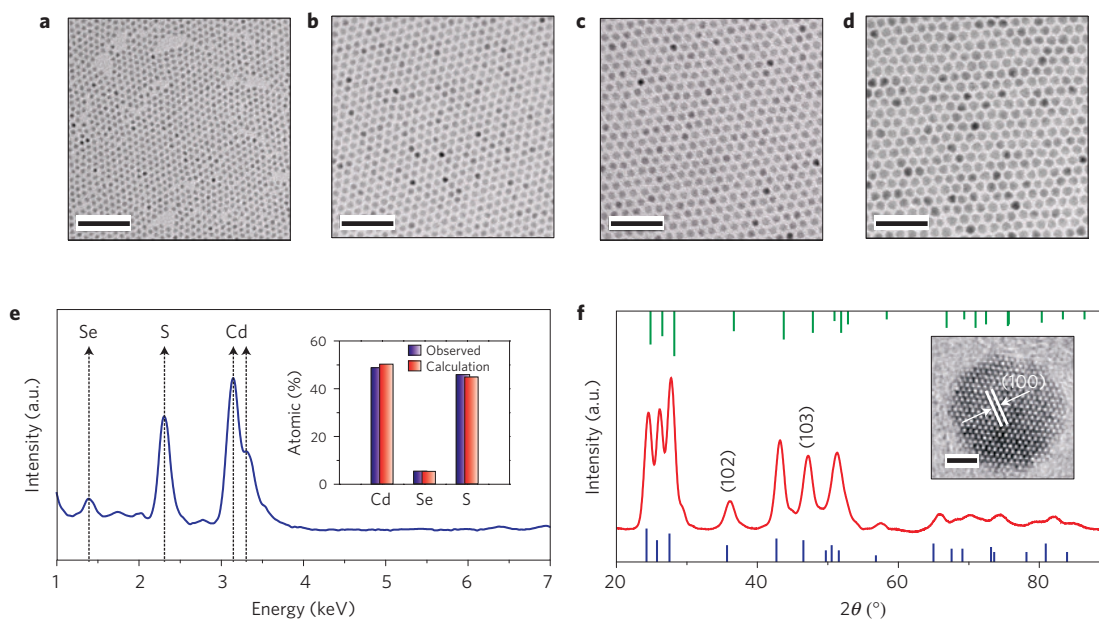 a
b
c
d
e
Se
S
Cd
Intensity (a.u.)
Atomic (%)
60
40
20
0
Observed
Calculation
Cd
Se
S
1
2
3
4
5
6
7
Energy (keV)
f
Intensity (a.u.)
(102)
(103)
(100)
20
40
60
80
2θ (°)